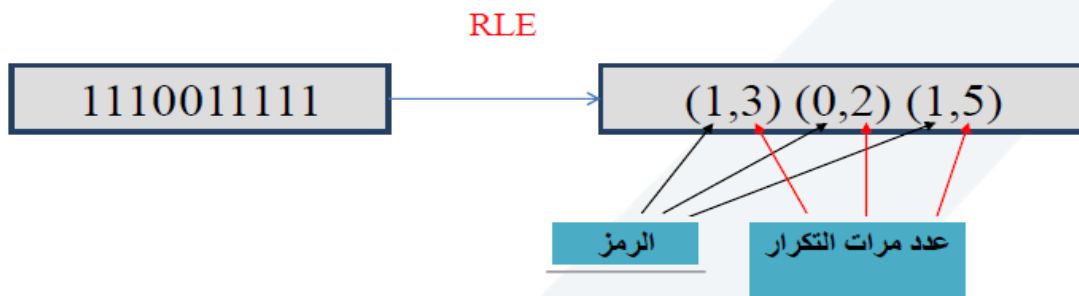 RLE
1110011111
(1,3) (0,2) (1,5)
الرمز
عدد مرات التكرار